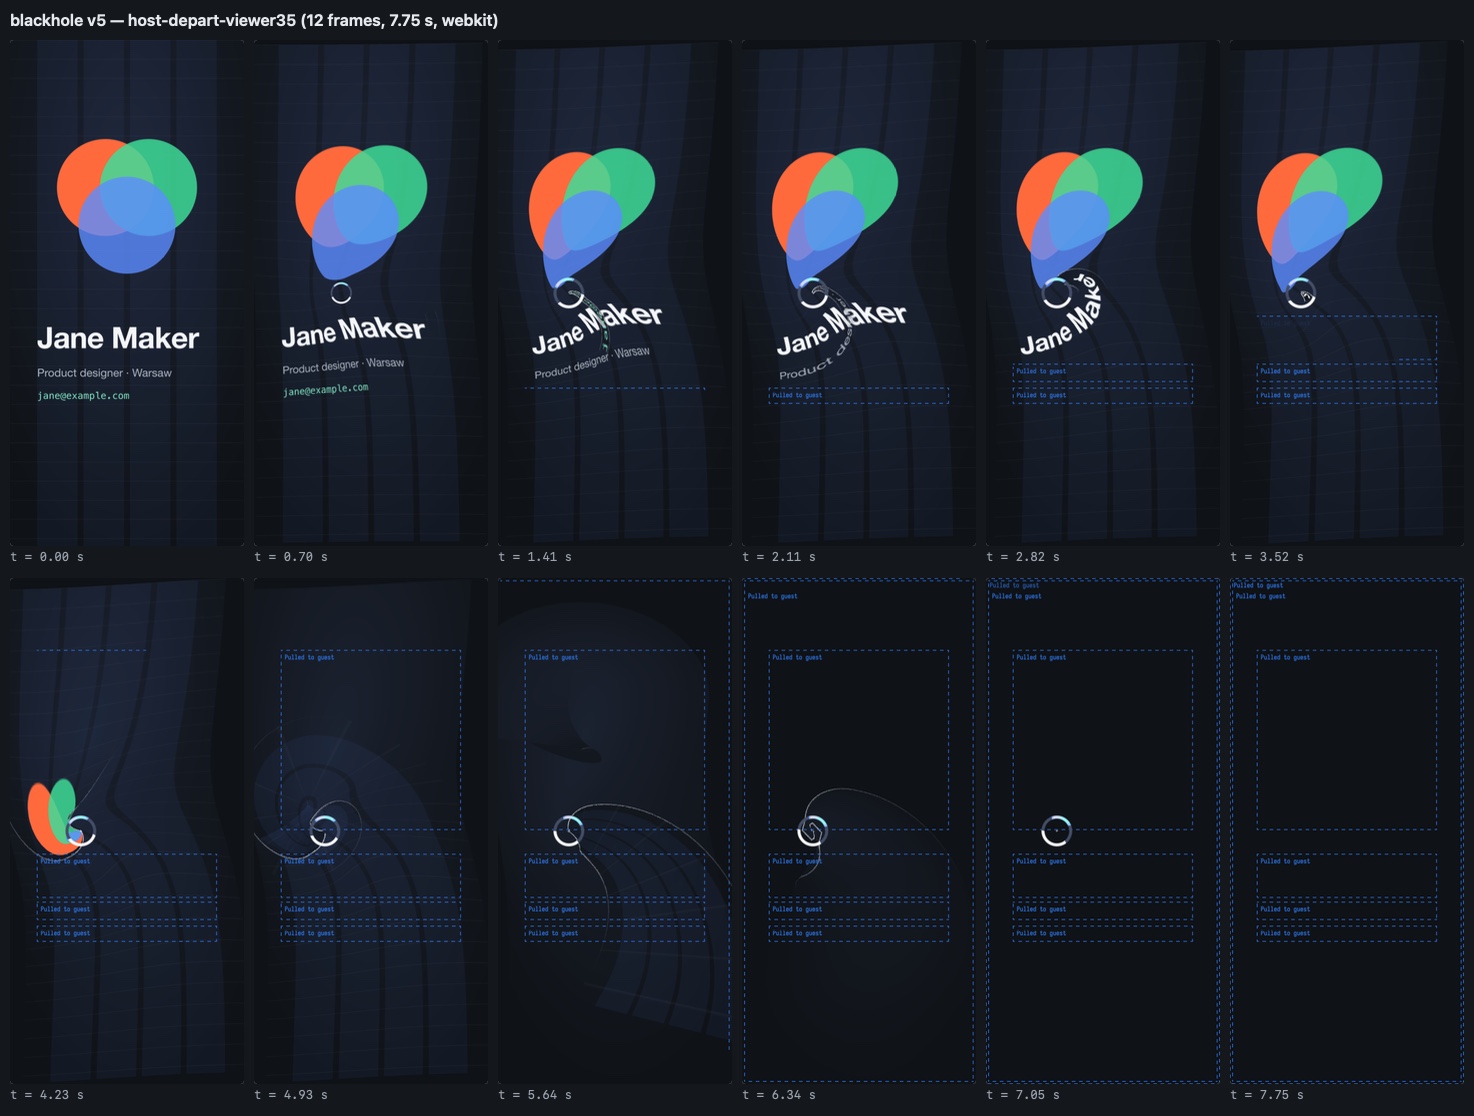 blackhole v5 — host-depart-viewer35 (12 frames, 7.75 s, webkit)
Jane Maker
Product designer · Warsaw
jane@example.com
t = 0.00 s
Jane Maker
Product designer · Warsaw
jane@example.com
t = 0.70 s
Jane Maker
Product designer · Warsaw
t = 1.41 s
Jane Maker
Product des
Pulled to guest
t = 2.11 s
Jane Maker
Pulled to guest
Pulled to guest
t = 2.82 s
Pulled to guest
Pulled to guest
t = 3.52 s
Pulled to guest
Pulled to guest
Pulled to guest
t = 4.23 s
Pulled to guest
Pulled to guest
Pulled to guest
Pulled to guest
t = 4.93 s
Pulled to guest
Pulled to guest
Pulled to guest
Pulled to guest
t = 5.64 s
Pulled to guest
Pulled to guest
Pulled to guest
Pulled to guest
Pulled to guest
t = 6.34 s
Pulled to guest
Pulled to guest
Pulled to guest
Pulled to guest
Pulled to guest
Pulled to guest
t = 7.05 s
Pulled to guest
Pulled to guest
Pulled to guest
Pulled to guest
Pulled to guest
Pulled to guest
t = 7.75 s